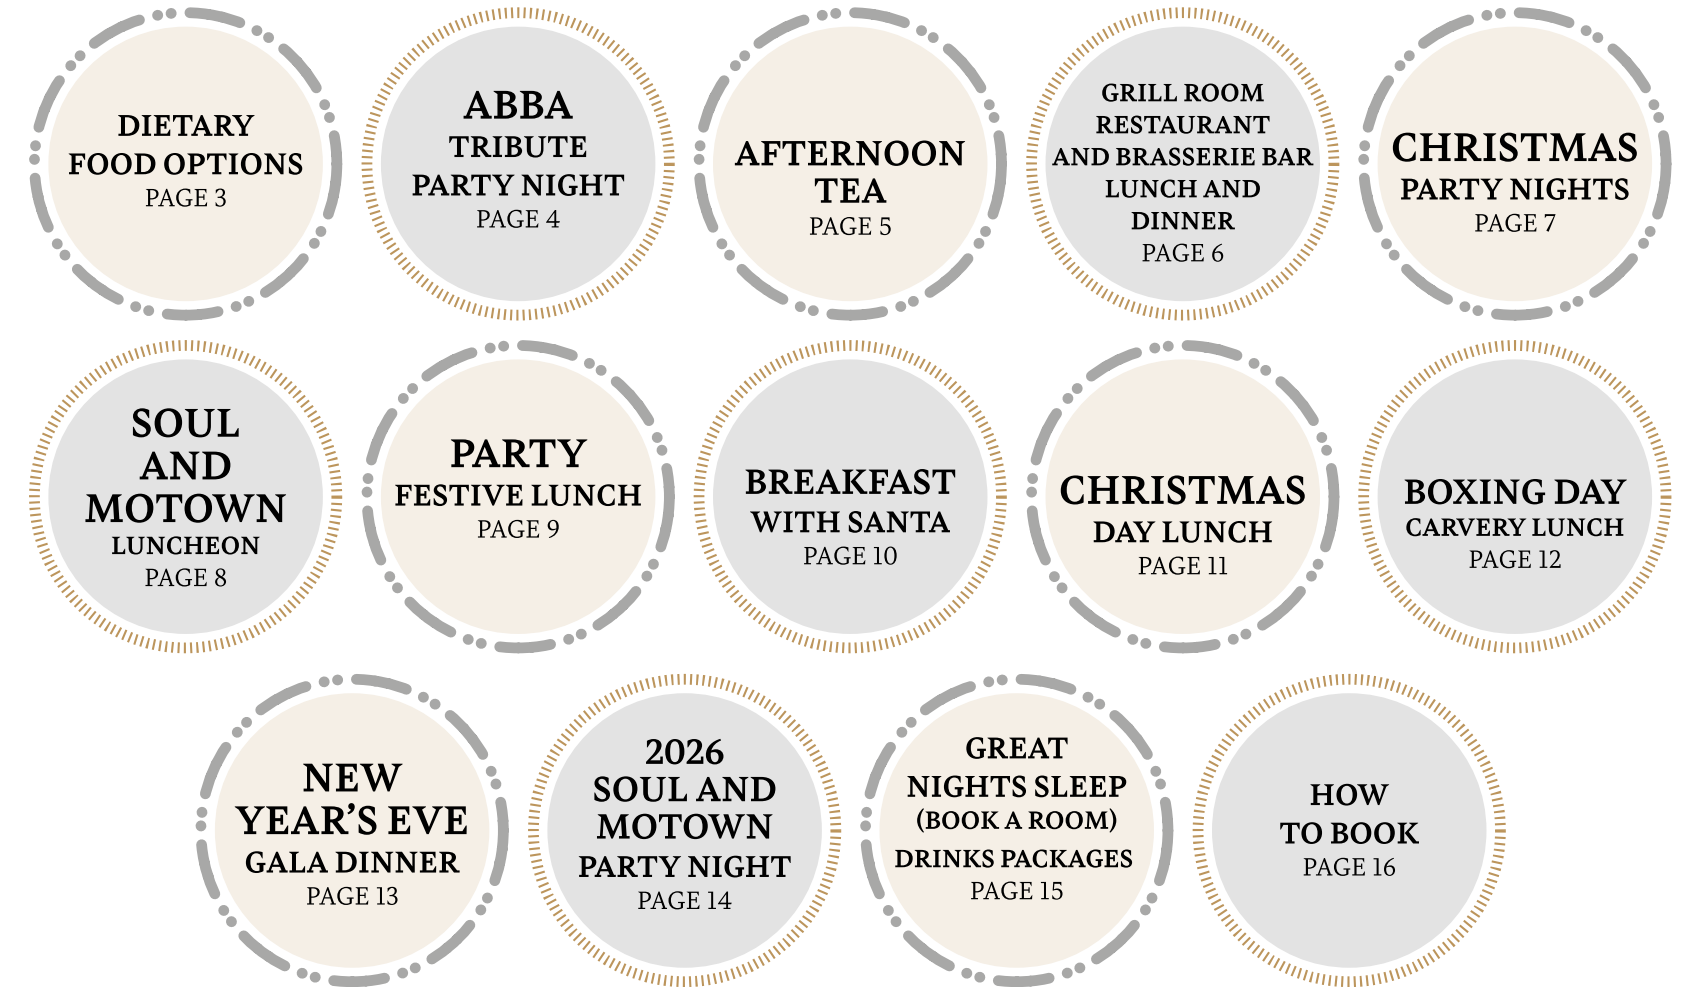 DIETARY
FOOD OPTIONS
PAGE 3
ABBA
TRIBUTE
PARTY NIGHT
PAGE 4
AFTERNOON
TEA
PAGE 5
GRILL ROOM
RESTAURANT
AND BRASSERIE BAR
LUNCH AND
DINNER
PAGE 6
CHRISTMAS
PARTY NIGHTS
PAGE 7
SOUL
AND
MOTOWN
LUNCHEON
PAGE 8
PARTY
FESTIVE LUNCH
PAGE 9
BREAKFAST
WITH SANTA
PAGE 10
CHRISTMAS
DAY LUNCH
PAGE 11
BOXING DAY
CARVERY LUNCH
PAGE 12
NEW
YEAR’S EVE
GALA DINNER
PAGE 13
2026
SOUL AND
MOTOWN
PARTY NIGHT
PAGE 14
GREAT
NIGHTS SLEEP
(BOOK A ROOM)
DRINKS PACKAGES
PAGE 15
HOW
TO BOOK
PAGE 16